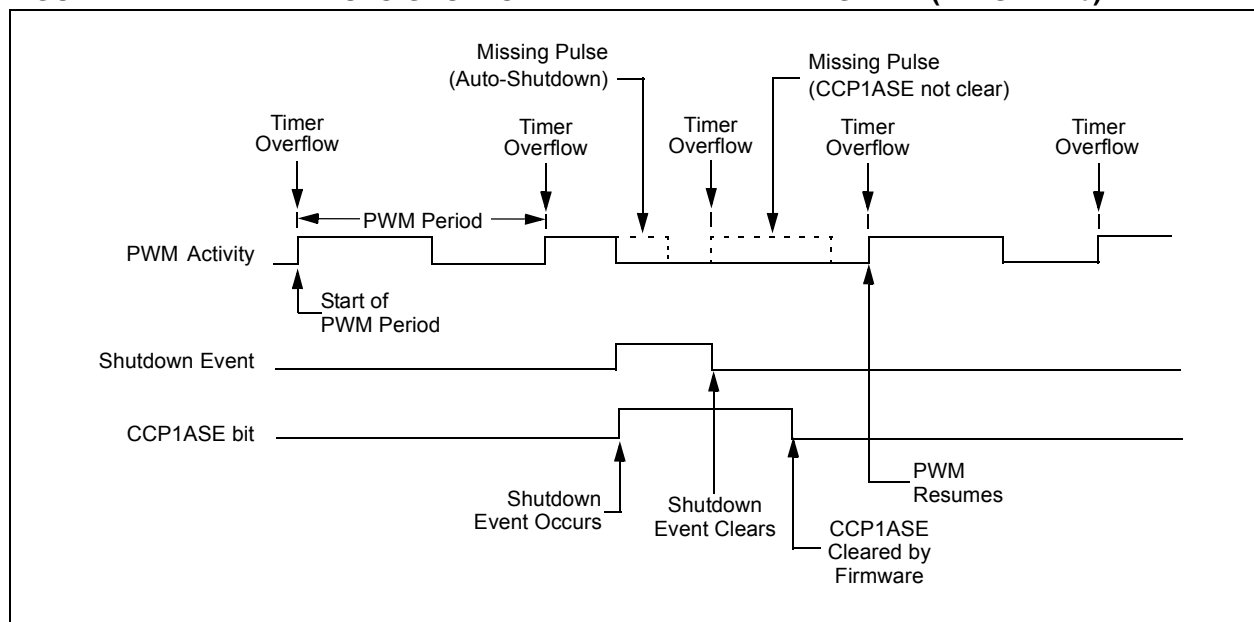 Missing Pulse
(Auto-Shutdown)
Missing Pulse
(CCP1ASE not clear)
Timer
Overflow
Timer
Overflow
Timer
Overflow
Timer
Overflow
Timer
Overflow
PWM Period
PWM Activity
Start of
PWM Period
Shutdown Event
CCP1ASE bit
Shutdown
Event Occurs
Shutdown
Event Clears
PWM
Resumes
CCP1ASE
Cleared by
Firmware